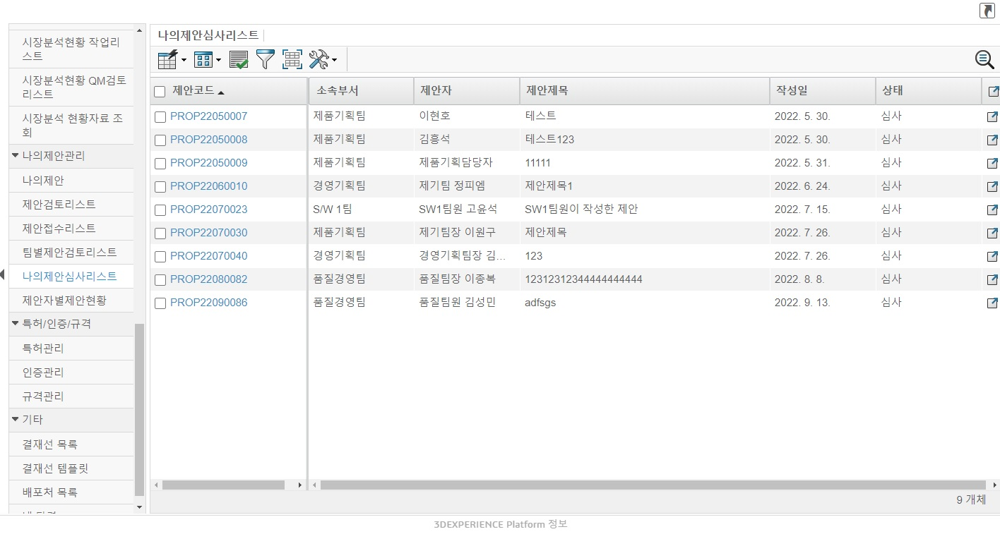 시장분석현황 작업리
스트
시장분석현황 QM검토
리스트
시장분석 현황자료 조
회
나의제안관리
나의제안
제안검토리스트
제안접수리스트
팀별제안검토리스트
나의제안심사리스트
제안자별제안현황
특허/인증/규격
특허관리
인증관리
규격관리
기타
결재선 목록
결재선 템플릿
배포처 목록
나의제안심사리스트
제안코드 소속부서 제안자 제안제목 작성일 상태
PROP22050007 제품기획팀 이현호 테스트 2022. 5. 30. 심사
PROP22050008 제품기획팀 김흥석 테스트123 2022. 5. 30. 심사
PROP22050009 제품기획팀 제품기획담당자 11111 2022. 5. 31. 심사
PROP22060010 경영기획팀 제기팀 정피엠 제안제목1 2022. 6. 24. 심사
PROP22070023 S/W 1팀 SW1팀원 고윤석 SW1팀원이 작성한 제안 2022. 7. 15. 심사
PROP22070030 제품기획팀 제기팀장 이원구 제안제목 2022. 7. 26. 심사
PROP22070040 경영기획팀 경영기획팀장 김... 123 2022. 7. 26. 심사
PROP22080082 품질경영팀 품질팀장 이종복 12312312344444444444 2022. 8. 8. 심사
PROP22090086 품질경영팀 품질팀원 김성민 adfsgs 2022. 9. 13. 심사
9 개체
3DEXPERIENCE Platform 정보